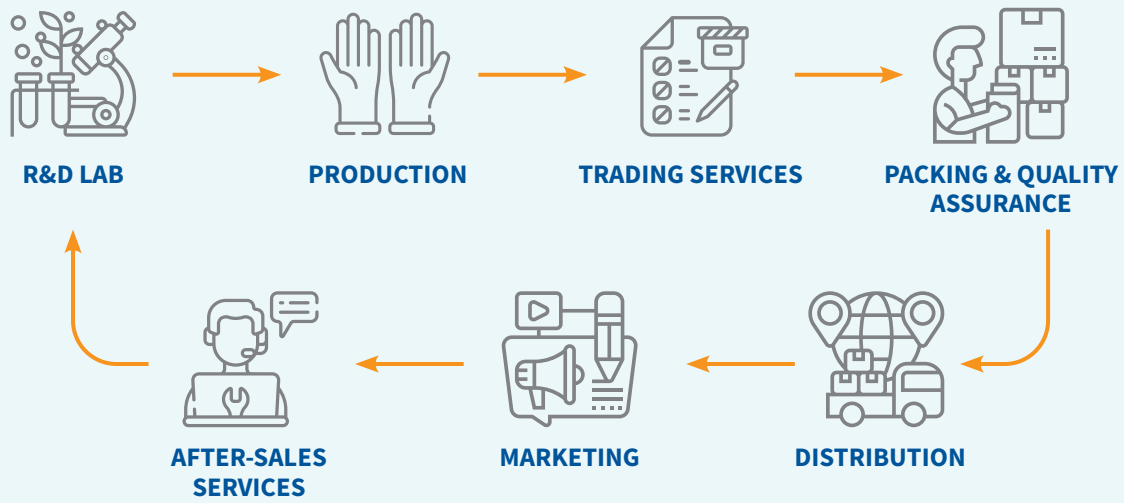 R&D LAB
PRODUCTION
TRADING SERVICES
PACKING & QUALITY
ASSURANCE
AFTER-SALES
SERVICES
MARKETING
DISTRIBUTION